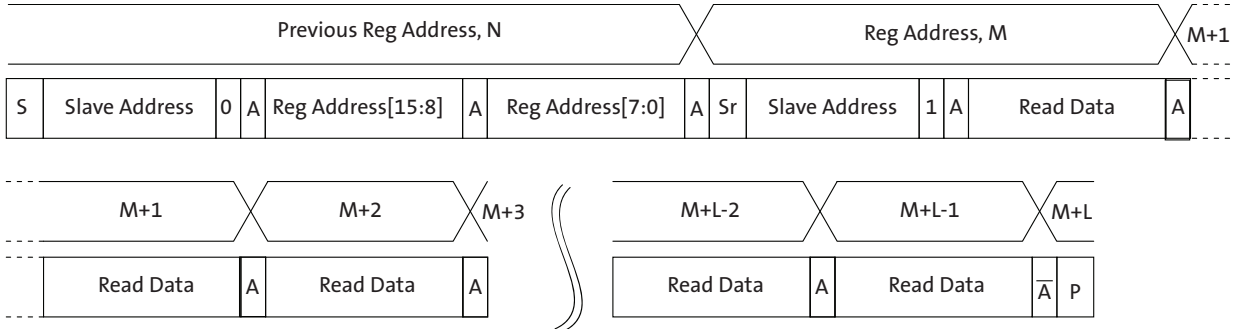 Previous Reg Address, N Reg Address, M M+1
S Slave Address 0 A Reg Address[15:8] A Reg Address[7:0] A Sr Slave Address 1 A Read Data A
M+1 M+2 M+3 M+L-2 M+L-1 M+L
Read Data A Read Data A Read Data A Read Data A̅ P